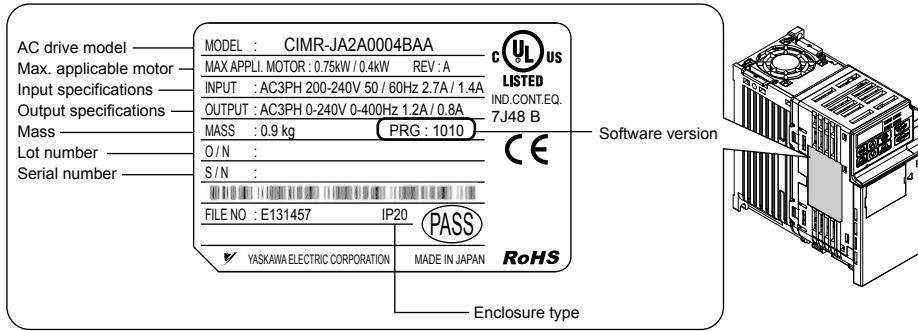 AC drive model
Max. applicable motor
Input specifications
Output specifications
Mass
Lot number
Serial number
MODEL : CIMR-JA2A0004BAA
MAX APPLI. MOTOR : 0.75kW / 0.4kW REV : A
INPUT : AC3PH 200-240V 50 / 60Hz 2.7A / 1.4A
OUTPUT : AC3PH 0-240V 0-400Hz 1.2A / 0.8A
MASS : 0.9 kg PRG : 1010
O / N :
S / N :
FILE NO : E131457 IP20
PASS
YASKAWA ELECTRIC CORPORATION MADE IN JAPAN RoHS
C UL US
LISTED
IND.CONT.EQ.
7J48 B
CE
Software version
Enclosure type